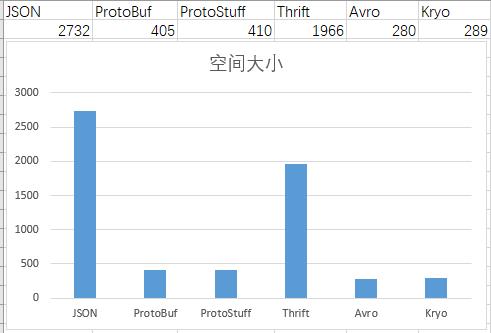 JSON ProtoBuf ProtoStuff Thrift Avro Kryo
2732 405 410 1966 280 289
空间大小
3000
2500
2000
1500
1000
500
0
JSON ProtoBuf ProtoStuff Thrift Avro Kryo